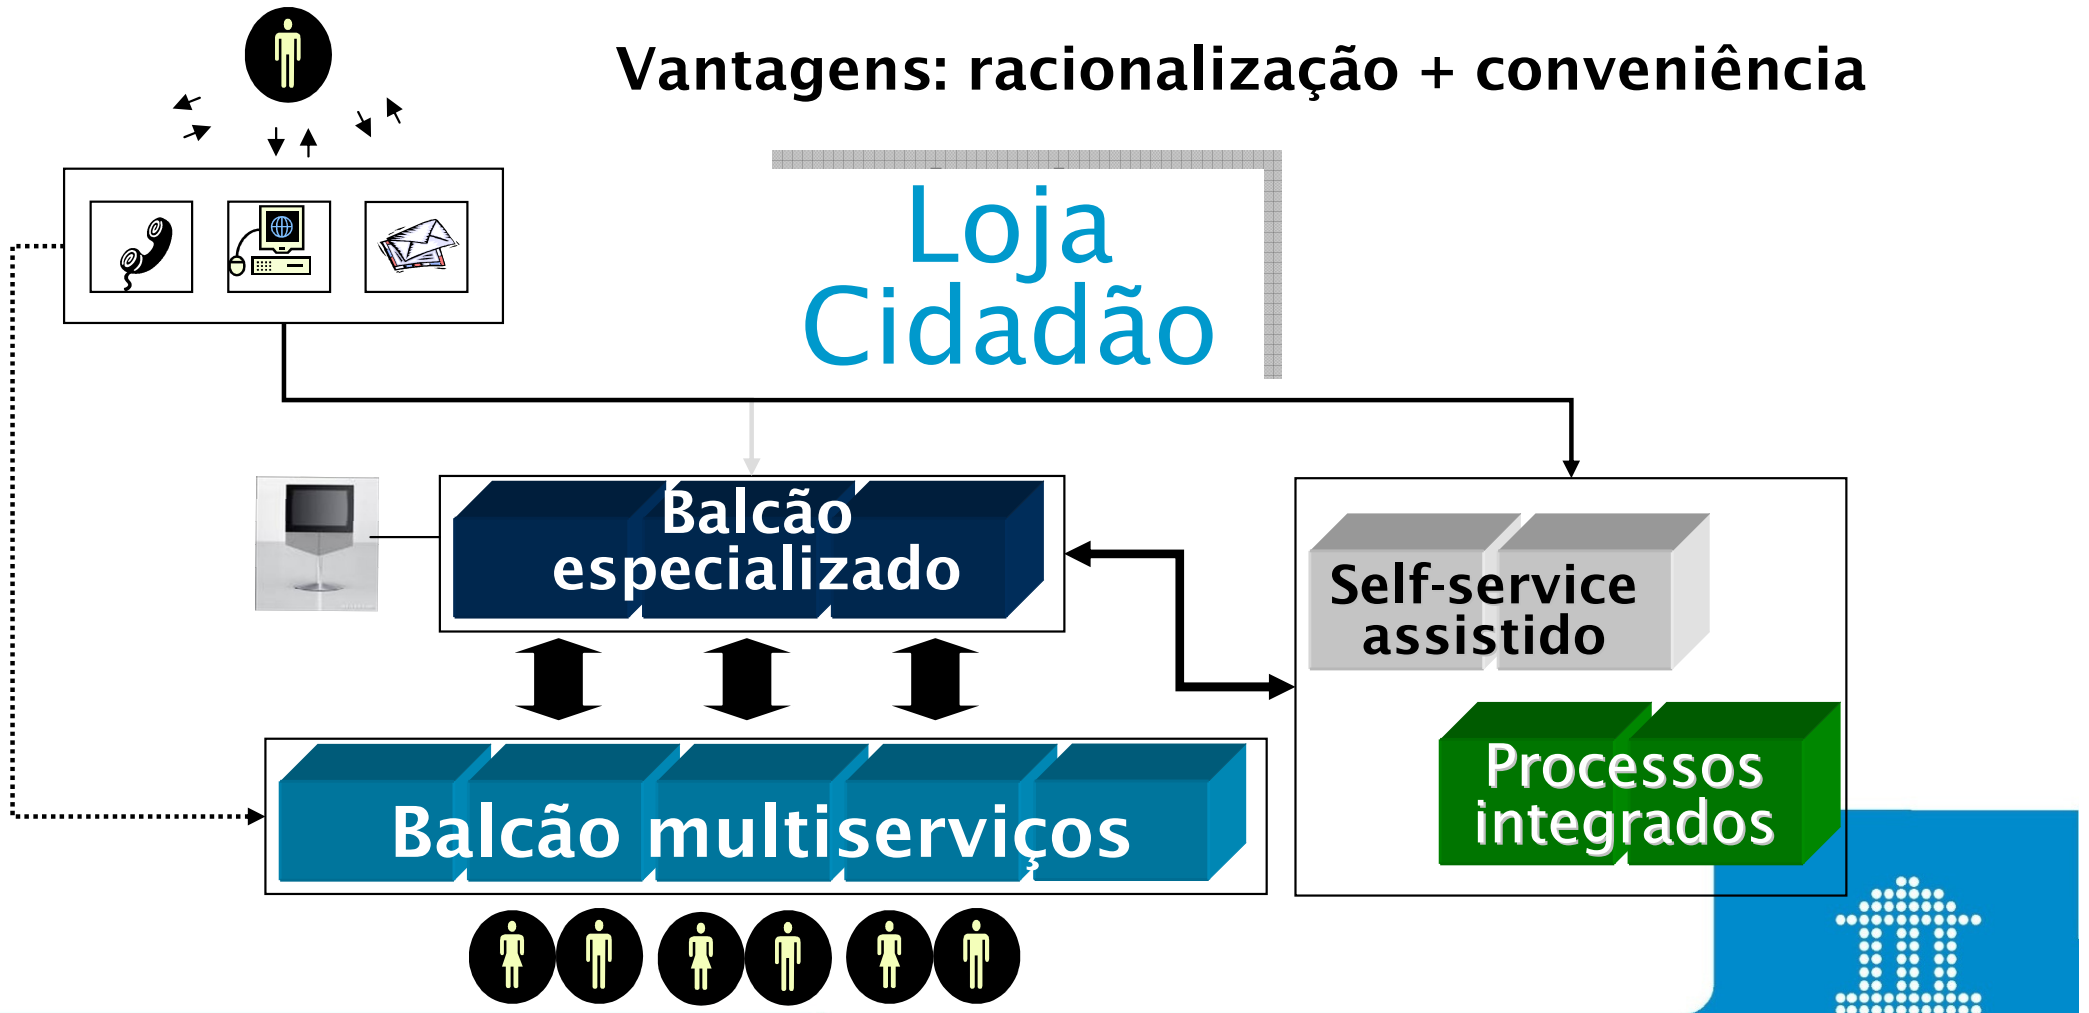 Vantagens: racionalização + conveniência
Loja
Cidadão
Balcão
especializado
Self-service
assistido
Processos
integrados
Balcão multiserviços